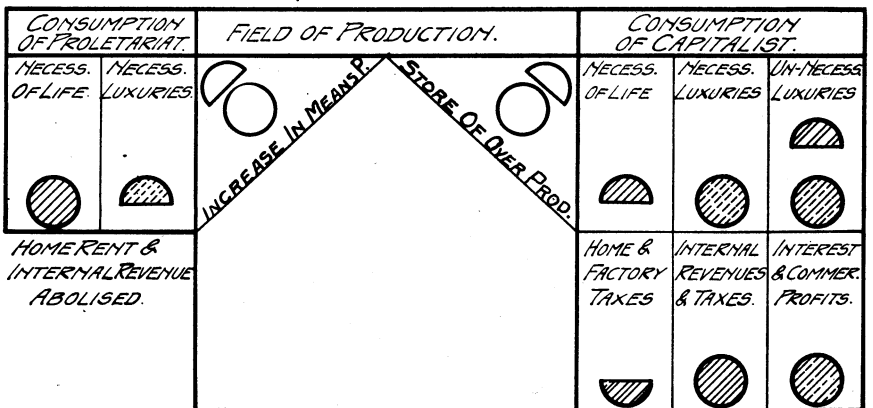 CONSUMPTION
OF PROLETARIAT.
FIELD OF PRODUCTION.
CONSUMPTION
OF CAPITALIST.
NECESS.
OF LIFE.
NECESS.
LUXURIES.
INCREASE IN MEANS P.
STORE OF OVER PROD.
NECESS.
OF LIFE
NECESS.
LUXURIES
UN-NECESS.
LUXURIES
HOME RENT &
INTERNAL REVENUE
ABOLISED.
HOME &
FACTORY
TAXES
INTERNAL
REVENUES
& TAXES.
INTEREST
& COMMER.
PROFITS.